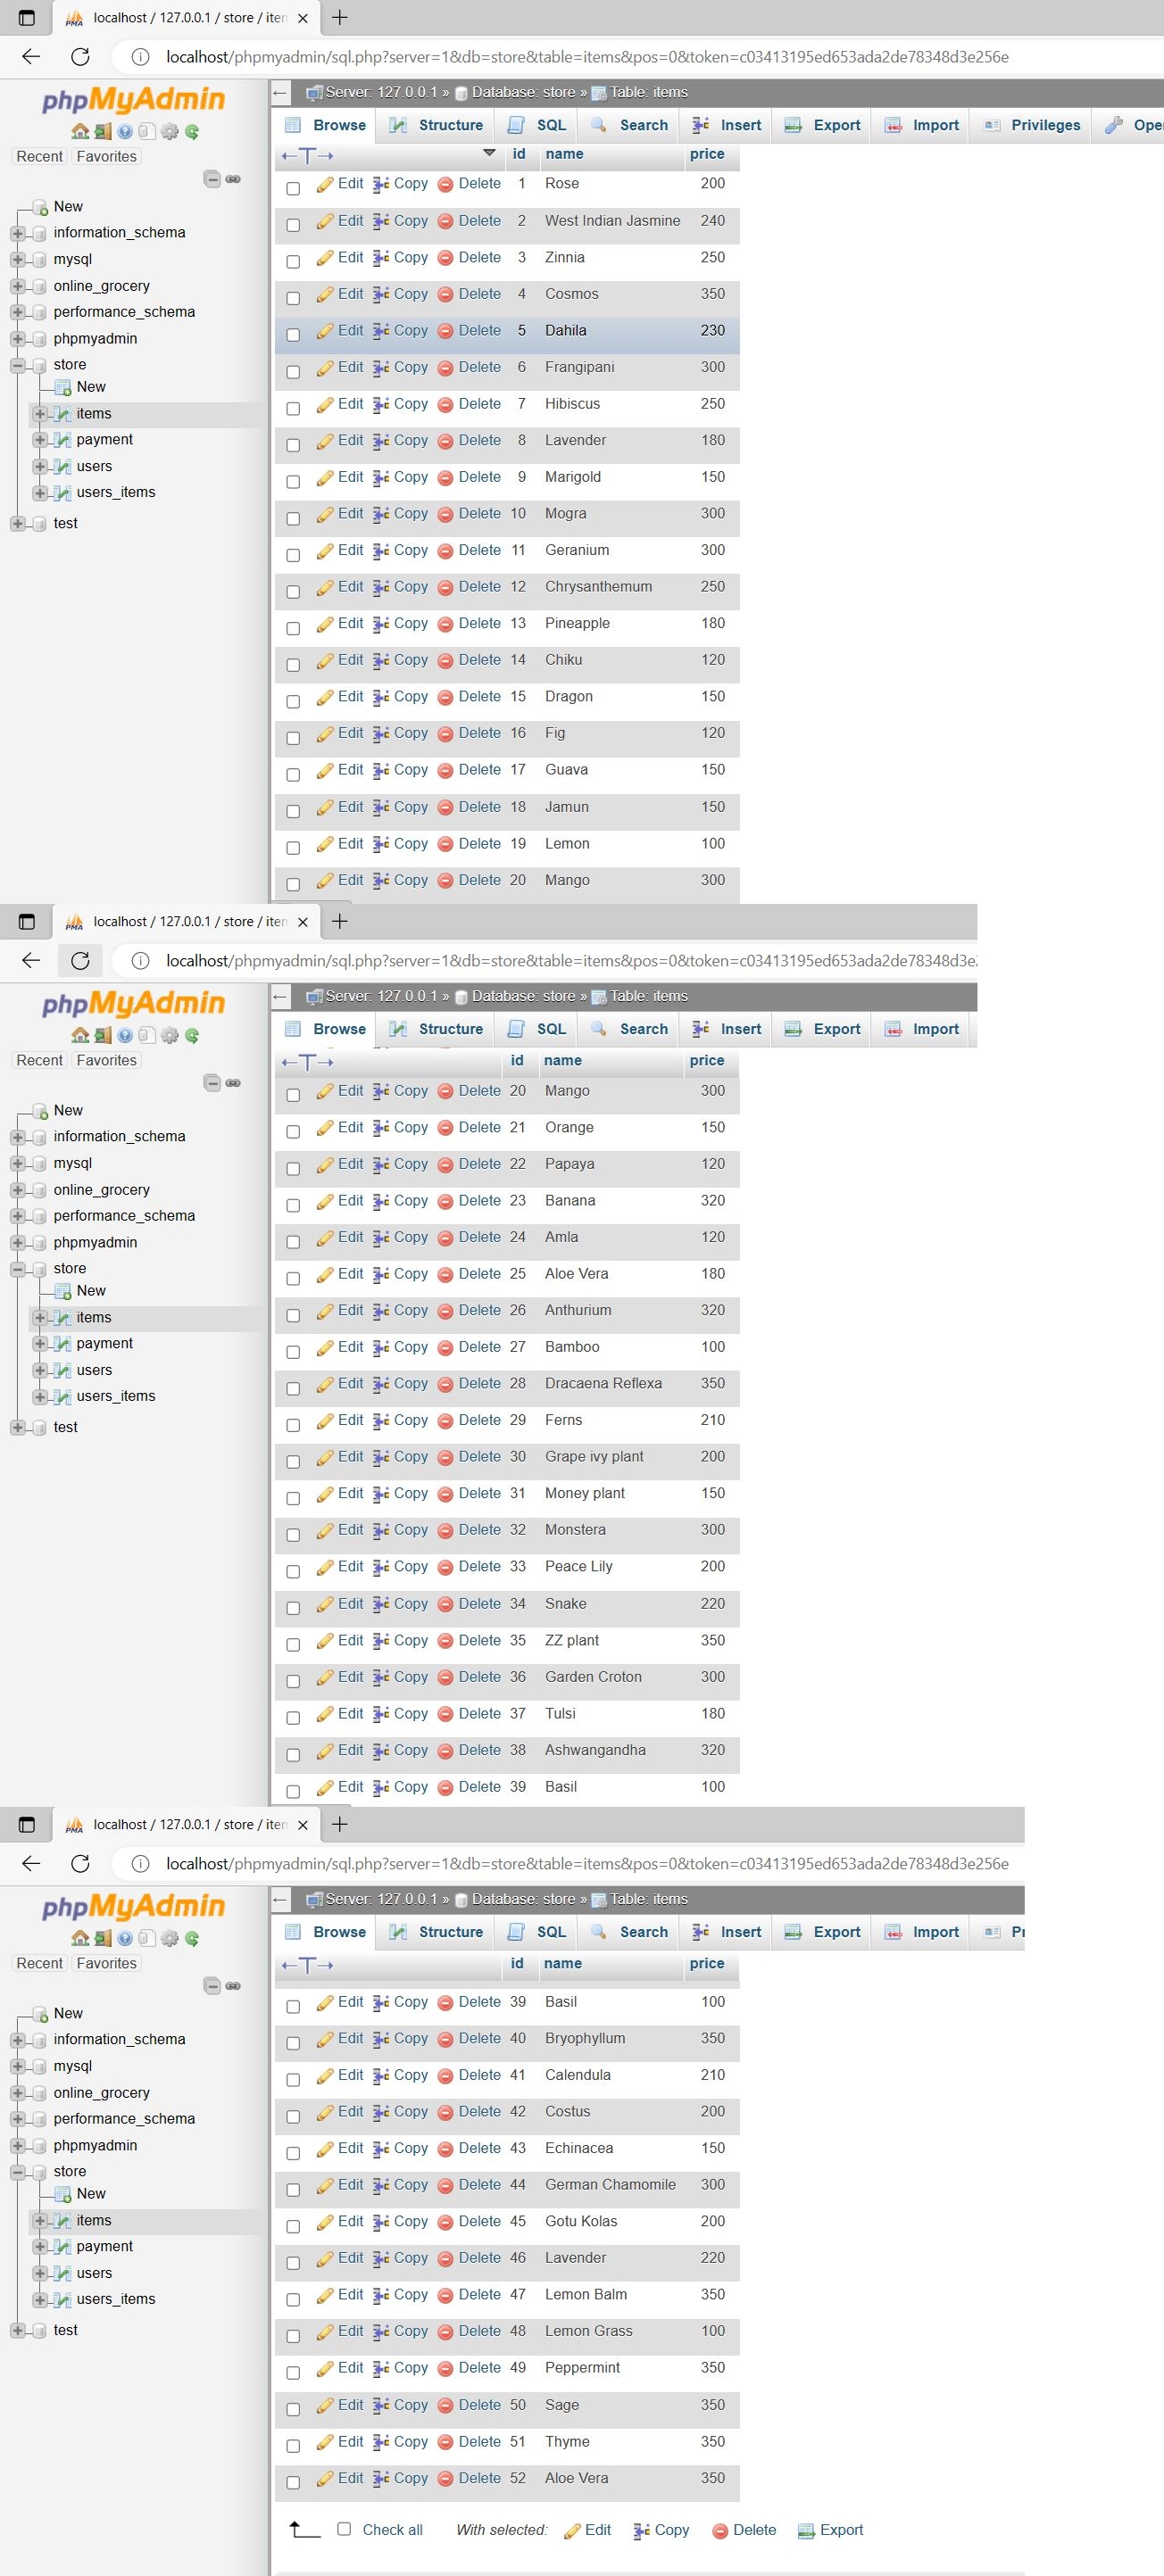 localhost / 127.0.0.1 / store / iten
localhost/phpmyadmin/sql.php?server=1&db=store&table=items&pos=0&token=c03413195ed653ada2de78348d3e256e
phpMyAdmin
Recent Favorites
New
information_schema
mysql
online_grocery
performance_schema
phpmyadmin
store
New
items
payment
users
users_items
test
Server: 127.0.0.1 » Database: store » Table: items
Browse Structure SQL Search Insert Export Import Privileges Ope
←T→ id name price
Edit Copy Delete 1 Rose 200
Edit Copy Delete 2 West Indian Jasmine 240
Edit Copy Delete 3 Zinnia 250
Edit Copy Delete 4 Cosmos 350
Edit Copy Delete 5 Dahila 230
Edit Copy Delete 6 Frangipani 300
Edit Copy Delete 7 Hibiscus 250
Edit Copy Delete 8 Lavender 180
Edit Copy Delete 9 Marigold 150
Edit Copy Delete 10 Mogra 300
Edit Copy Delete 11 Geranium 300
Edit Copy Delete 12 Chrysanthemum 250
Edit Copy Delete 13 Pineapple 180
Edit Copy Delete 14 Chiku 120
Edit Copy Delete 15 Dragon 150
Edit Copy Delete 16 Fig 120
Edit Copy Delete 17 Guava 150
Edit Copy Delete 18 Jamun 150
Edit Copy Delete 19 Lemon 100
Edit Copy Delete 20 Mango 300
localhost / 127.0.0.1 / store / iten
localhost/phpmyadmin/sql.php?server=1&db=store&table=items&pos=0&token=c03413195ed653ada2de78348d3e
phpMyAdmin
Recent Favorites
New
information_schema
mysql
online_grocery
performance_schema
phpmyadmin
store
New
items
payment
users
users_items
test
Server: 127.0.0.1 » Database: store » Table: items
Browse Structure SQL Search Insert Export Import
←T→ id name price
Edit Copy Delete 20 Mango 300
Edit Copy Delete 21 Orange 150
Edit Copy Delete 22 Papaya 120
Edit Copy Delete 23 Banana 320
Edit Copy Delete 24 Amla 120
Edit Copy Delete 25 Aloe Vera 180
Edit Copy Delete 26 Anthurium 320
Edit Copy Delete 27 Bamboo 100
Edit Copy Delete 28 Dracaena Reflexa 350
Edit Copy Delete 29 Ferns 210
Edit Copy Delete 30 Grape ivy plant 200
Edit Copy Delete 31 Money plant 150
Edit Copy Delete 32 Monstera 300
Edit Copy Delete 33 Peace Lily 200
Edit Copy Delete 34 Snake 220
Edit Copy Delete 35 ZZ plant 350
Edit Copy Delete 36 Garden Croton 300
Edit Copy Delete 37 Tulsi 180
Edit Copy Delete 38 Ashwangandha 320
Edit Copy Delete 39 Basil 100
localhost / 127.0.0.1 / store / iten
localhost/phpmyadmin/sql.php?server=1&db=store&table=items&pos=0&token=c03413195ed653ada2de78348d3e256e
phpMyAdmin
Recent Favorites
New
information_schema
mysql
online_grocery
performance_schema
phpmyadmin
store
New
items
payment
users
users_items
test
Server: 127.0.0.1 » Database: store » Table: items
Browse Structure SQL Search Insert Export Import Pr
←T→ id name price
Edit Copy Delete 39 Basil 100
Edit Copy Delete 40 Bryophyllum 350
Edit Copy Delete 41 Calendula 210
Edit Copy Delete 42 Costus 200
Edit Copy Delete 43 Echinacea 150
Edit Copy Delete 44 German Chamomile 300
Edit Copy Delete 45 Gotu Kolas 200
Edit Copy Delete 46 Lavender 220
Edit Copy Delete 47 Lemon Balm 350
Edit Copy Delete 48 Lemon Grass 100
Edit Copy Delete 49 Peppermint 350
Edit Copy Delete 50 Sage 350
Edit Copy Delete 51 Thyme 350
Edit Copy Delete 52 Aloe Vera 350
Check all With selected: Edit Copy Delete Export